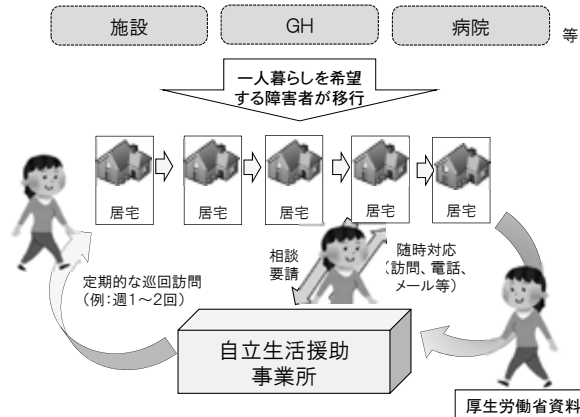 施設
GH
病院
等
一人暮らしを希望
する障害者が移行
居宅
居宅
居宅
居宅
居宅
相談
要請
随時対応
(訪問、電話、
メール等)
定期的な巡回訪問
(例:週1～2回)
自立生活援助
事業所
厚生労働省資料